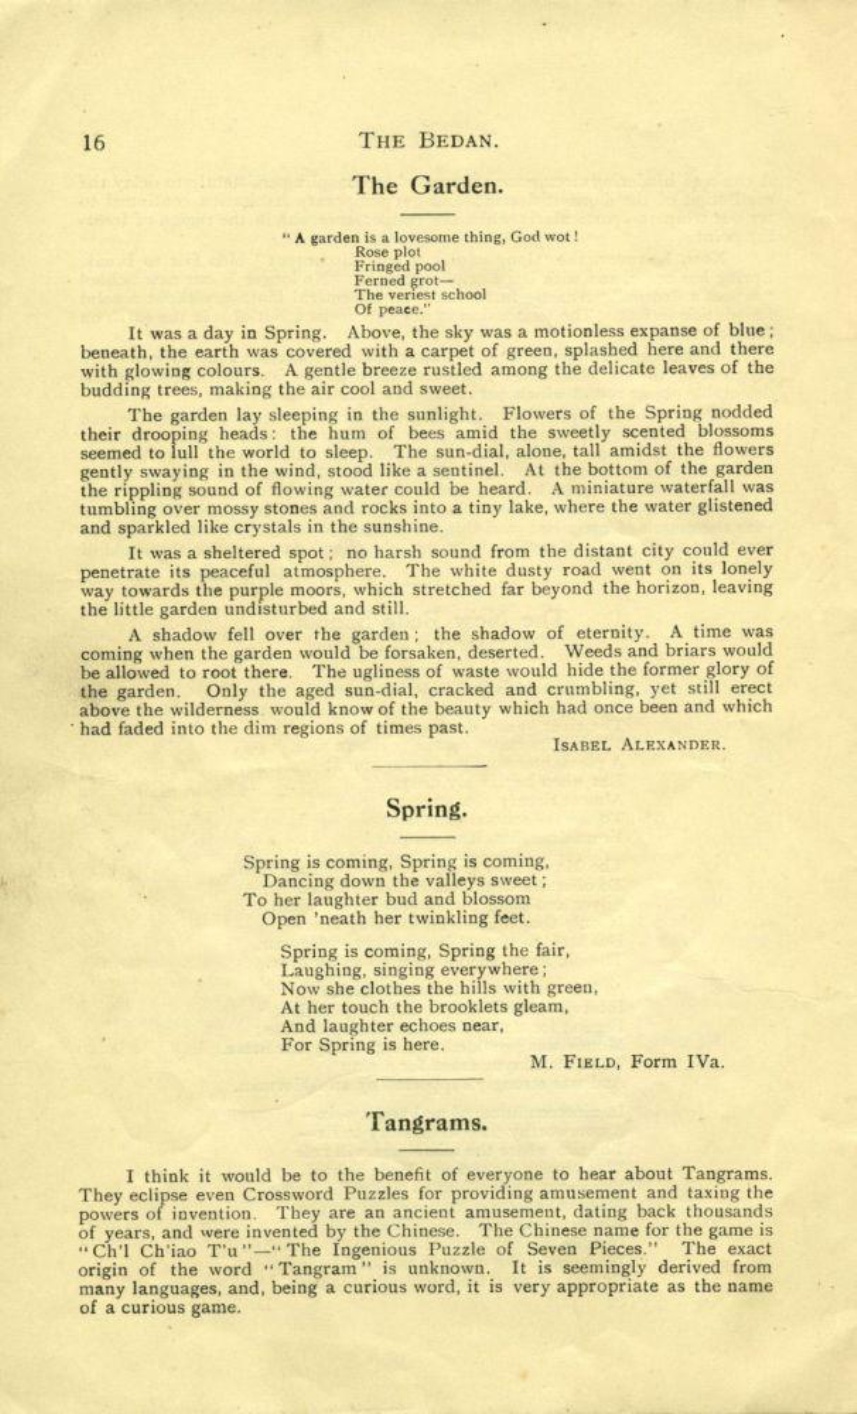 16 THE BEDAN.
The Garden.
" A garden is a lovesome thing, God wot !
Rose plot
Fringed pool
Ferned grot—
The veriest school
Of peace."
It was a day in Spring. Above, the sky was a motionless expanse of blue ;
beneath, the earth was covered with a carpet of green, splashed here and there
with glowing colours. A gentle breeze rustled among the delicate leaves of the
budding trees, making the air cool and sweet.
The garden lay sleeping in the sunlight. Flowers of the Spring nodded
their drooping heads : the hum of bees amid the sweetly scented blossoms
seemed to lull the world to sleep. The sun-dial, alone, tall amidst the flowers
gently swaying in the wind, stood like a sentinel. At the bottom of the garden
the rippling sound of flowing water could be heard. A miniature waterfall was
tumbling over mossy stones and rocks into a tiny lake, where the water glistened
and sparkled like crystals in the sunshine.
It was a sheltered spot ; no harsh sound from the distant city could ever
penetrate its peaceful atmosphere. The white dusty road went on its lonely
way towards the purple moors, which stretched far beyond the horizon, leaving
the little garden undisturbed and still.
A shadow fell over the garden ; the shadow of eternity. A time was
coming when the garden would be forsaken, deserted. Weeds and briars would
be allowed to root there. The ugliness of waste would hide the former glory of
the garden. Only the aged sun-dial, cracked and crumbling, yet still erect
above the wilderness would know of the beauty which had once been and which
had faded into the dim regions of times past.
ISABEL ALEXANDER.
Spring.
Spring is coming, Spring is coming,
Dancing down the valleys sweet ;
To her laughter bud and blossom
Open 'neath her twinkling feet.
Spring is coming, Spring the fair,
Laughing, singing everywhere ;
Now she clothes the hills with green,
At her touch the brooklets gleam,
And laughter echoes near,
For Spring is here.
M. FIELD, Form IVa.
Tangrams.
I think it would be to the benefit of everyone to hear about Tangrams.
They eclipse even Crossword Puzzles for providing amusement and taxing the
powers of invention. They are an ancient amusement, dating back thousands
of years, and were invented by the Chinese. The Chinese name for the game is
" Ch'l Ch'iao T'u "—" The Ingenious Puzzle of Seven Pieces." The exact
origin of the word " Tangram " is unknown. It is seemingly derived from
many languages, and, being a curious word, it is very appropriate as the name
of a curious game.